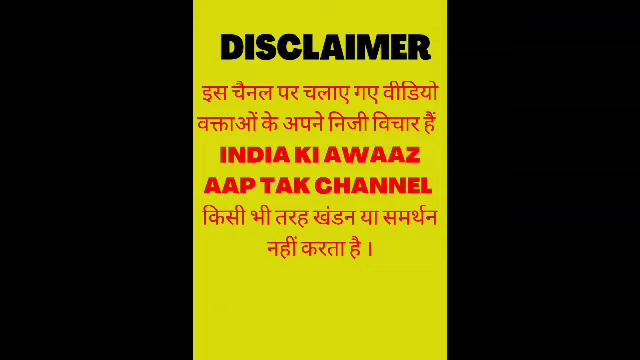 DISCLAIMER
इस चैनल पर चलाए गए वीडियो
वक्ताओं के अपने निजी विचार हैं
INDIA KI AWAAZ
AAP TAK CHANNEL
किसी भी तरह खंडन या समर्थन
नहीं करता है ।